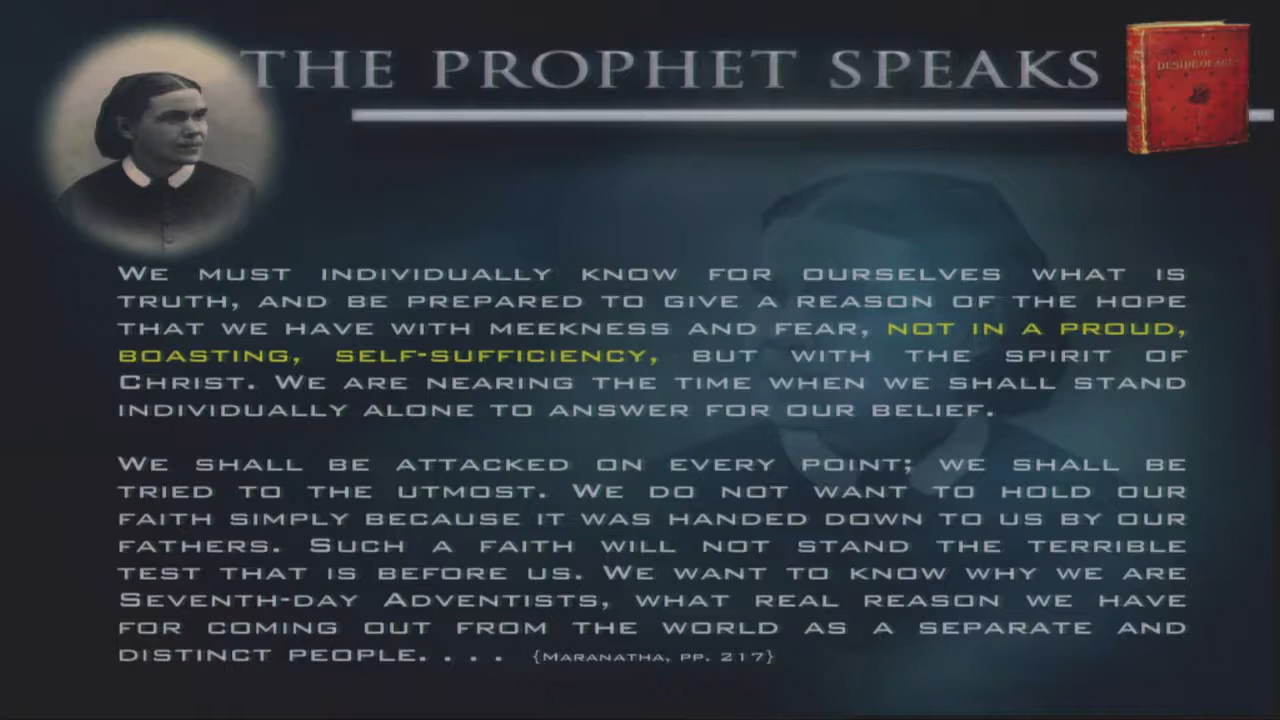 THE PROPHET SPEAKS
THE
DESIRE OF AGES
WE MUST INDIVIDUALLY KNOW FOR OURSELVES WHAT IS
TRUTH, AND BE PREPARED TO GIVE A REASON OF THE HOPE
THAT WE HAVE WITH MEEKNESS AND FEAR, NOT IN A PROUD,
BOASTING, SELF-SUFFICIENCY, BUT WITH THE SPIRIT OF
CHRIST. WE ARE NEARING THE TIME WHEN WE SHALL STAND
INDIVIDUALLY ALONE TO ANSWER FOR OUR BELIEF.
WE SHALL BE ATTACKED ON EVERY POINT; WE SHALL BE
TRIED TO THE UTMOST. WE DO NOT WANT TO HOLD OUR
FAITH SIMPLY BECAUSE IT WAS HANDED DOWN TO US BY OUR
FATHERS. SUCH A FAITH WILL NOT STAND THE TERRIBLE
TEST THAT IS BEFORE US. WE WANT TO KNOW WHY WE ARE
SEVENTH-DAY ADVENTISTS, WHAT REAL REASON WE HAVE
FOR COMING OUT FROM THE WORLD AS A SEPARATE AND
DISTINCT PEOPLE. . . . {MARANATHA, PP. 217}